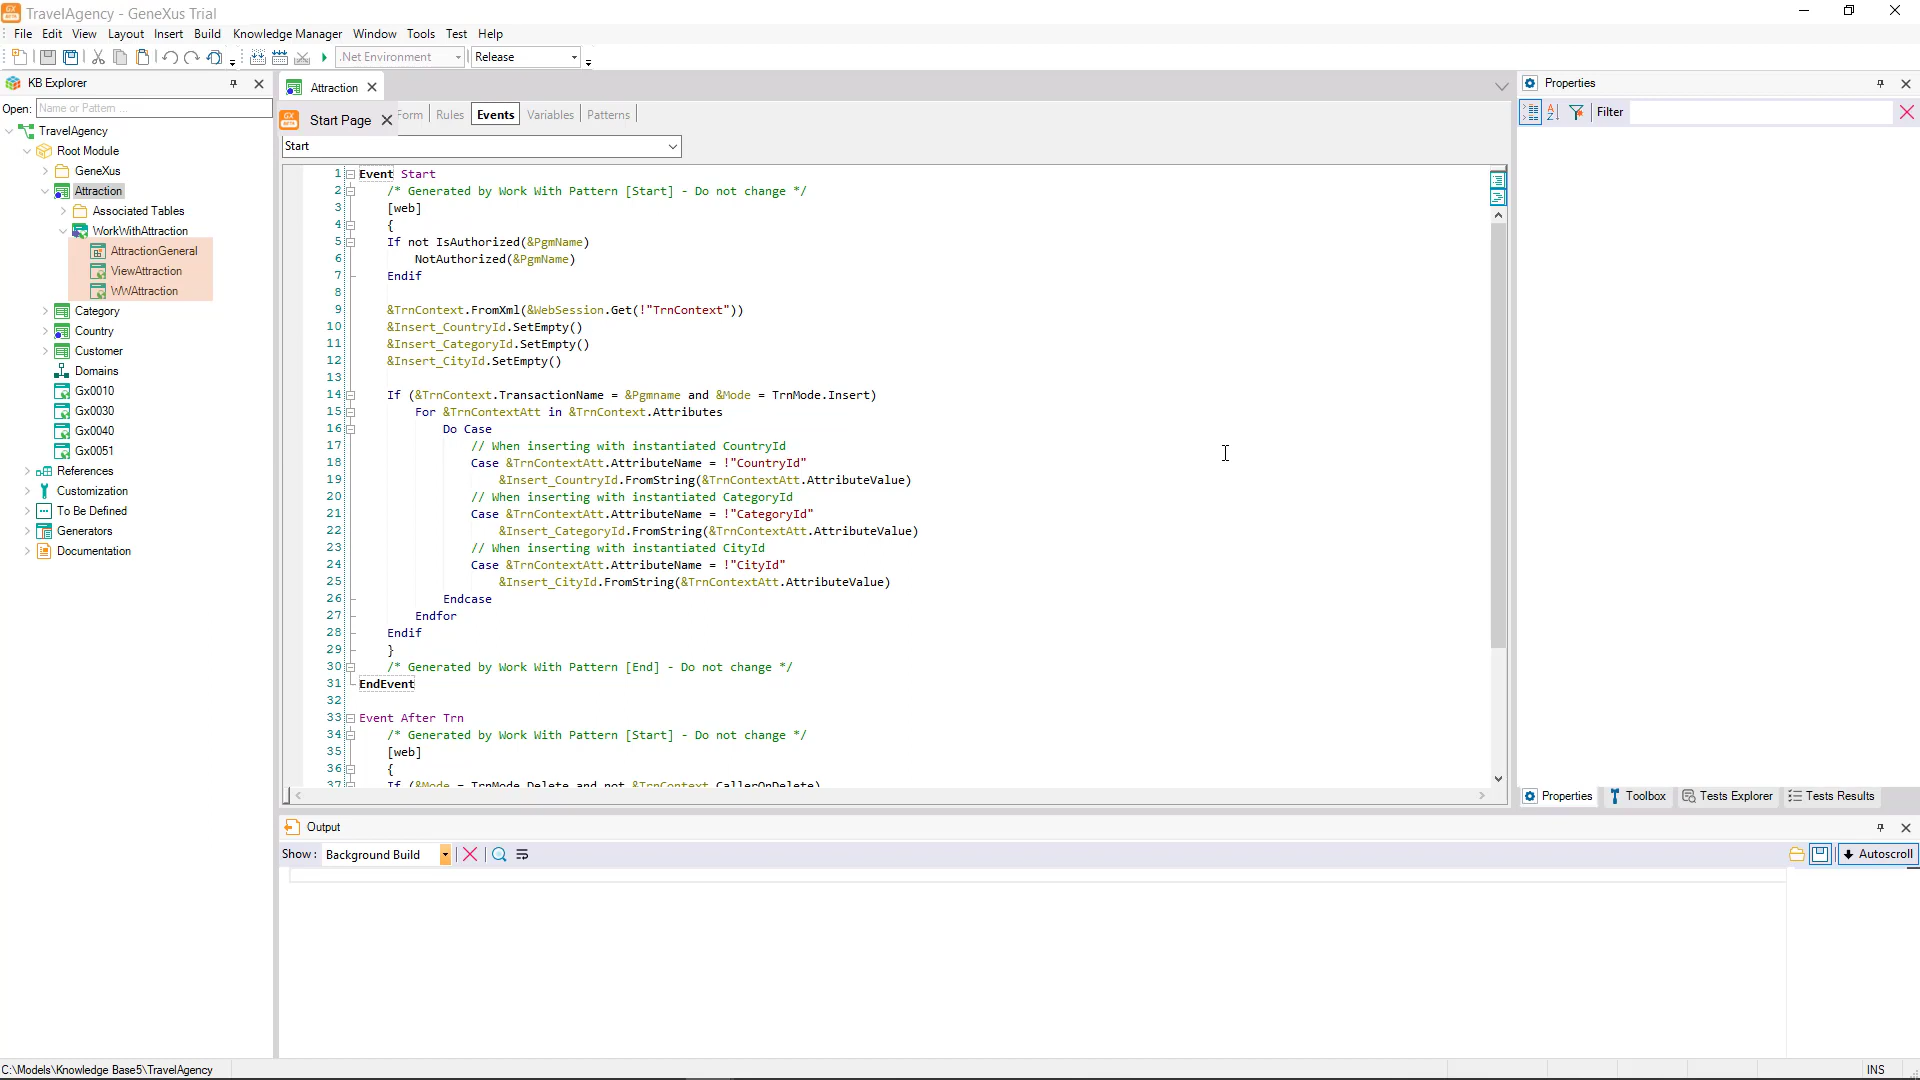 TravelAgency - GeneXus Trial
File Edit View Layout Insert Build Knowledge Manager Window Tools Test Help
.Net Environment Release
KB Explorer
Open: Name or Pattern ...
TravelAgency
Root Module
GeneXus
Attraction
Associated Tables
WorkWithAttraction
AttractionGeneral
ViewAttraction
WWAttraction
Category
Country
Customer
Domains
Gx0010
Gx0030
Gx0040
Gx0051
References
Customization
To Be Defined
Generators
Documentation
Attraction
Start Page Form Rules Events Variables Patterns
Start
1 Event Start
2 /* Generated by Work With Pattern [Start] - Do not change */
3 [web]
4 {
5 If not IsAuthorized(&PgmName)
6 NotAuthorized(&PgmName)
7 Endif
8
9 &TrnContext.FromXml(&WebSession.Get(!"TrnContext"))
10 &Insert_CountryId.SetEmpty()
11 &Insert_CategoryId.SetEmpty()
12 &Insert_CityId.SetEmpty()
13
14 If (&TrnContext.TransactionName = &Pgmname and &Mode = TrnMode.Insert)
15 For &TrnContextAtt in &TrnContext.Attributes
16 Do Case
17 // When inserting with instantiated CountryId
18 Case &TrnContextAtt.AttributeName = !"CountryId"
19 &Insert_CountryId.FromString(&TrnContextAtt.AttributeValue)
20 // When inserting with instantiated CategoryId
21 Case &TrnContextAtt.AttributeName = !"CategoryId"
22 &Insert_CategoryId.FromString(&TrnContextAtt.AttributeValue)
23 // When inserting with instantiated CityId
24 Case &TrnContextAtt.AttributeName = !"CityId"
25 &Insert_CityId.FromString(&TrnContextAtt.AttributeValue)
26 Endcase
27 Endfor
28 Endif
29 }
30 /* Generated by Work With Pattern [End] - Do not change */
31 EndEvent
32
33 Event After Trn
34 /* Generated by Work With Pattern [Start] - Do not change */
35 [web]
36 {
37 If (&Mode = TrnMode.Delete and not &TrnContext.CallerOnDelete)
Properties
Filter
Properties Toolbox Tests Explorer Tests Results
Output
Show: Background Build
Autoscroll
C:\Models\Knowledge Base5\TravelAgency
INS